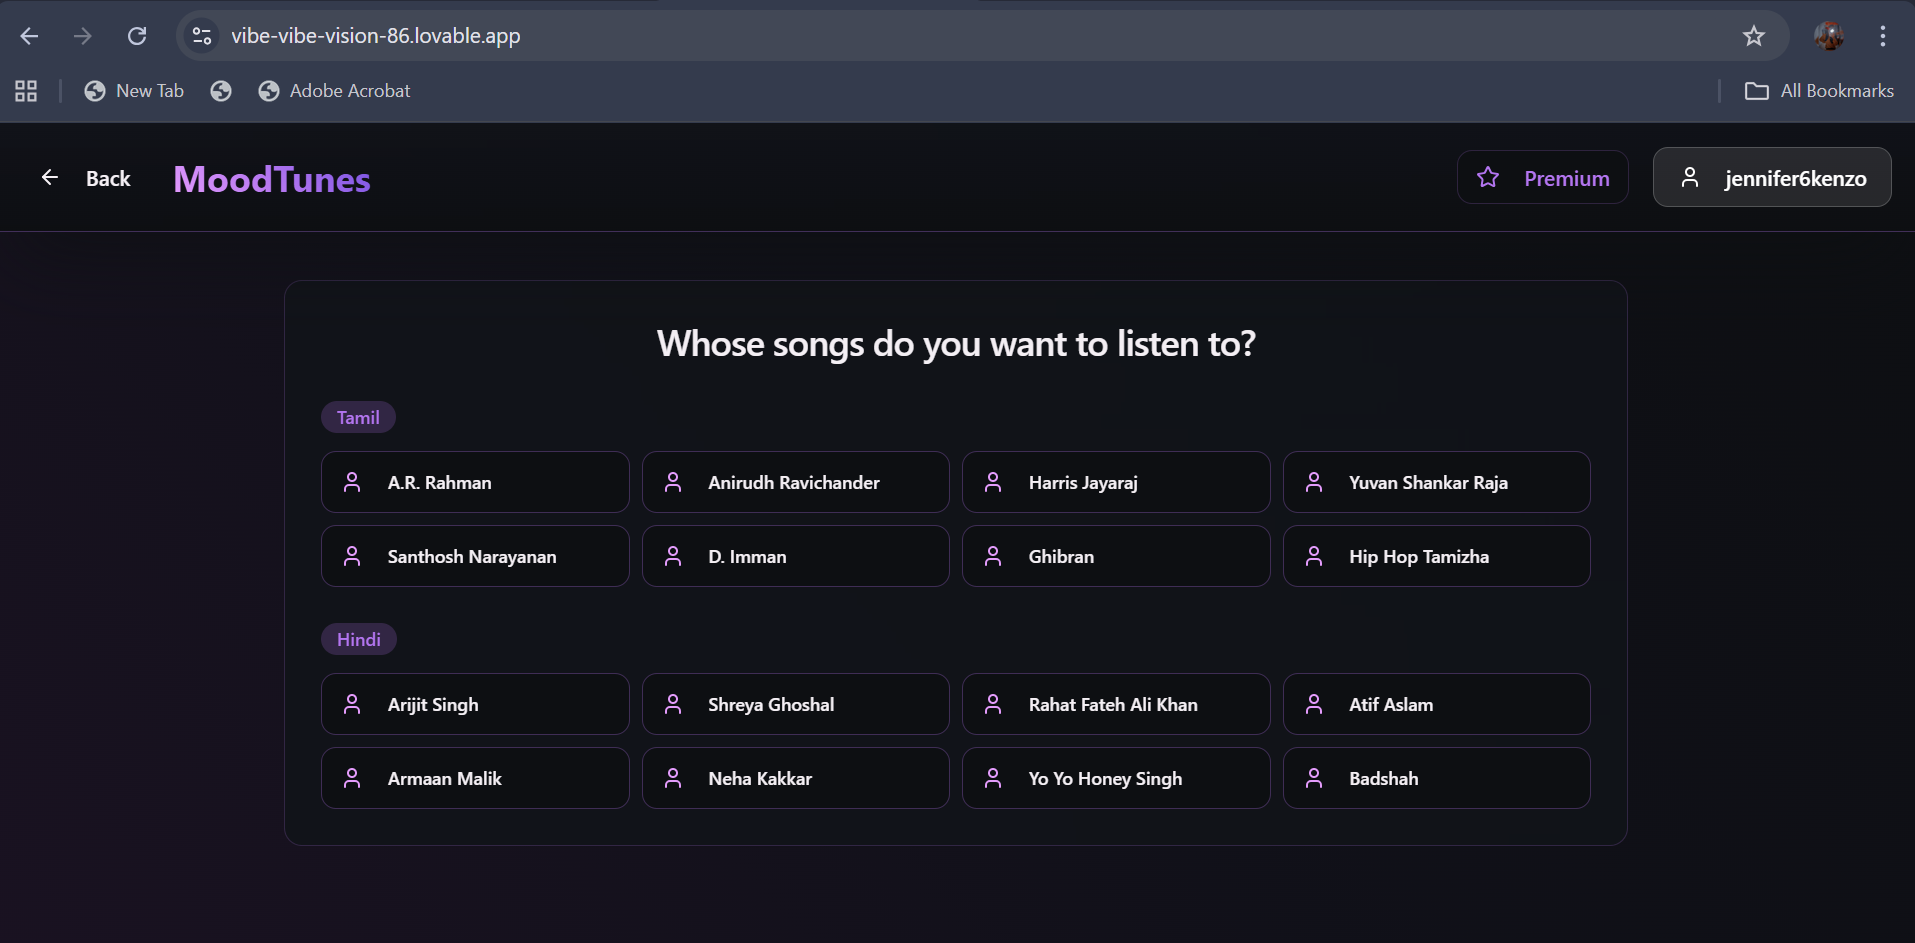 vibe-vibe-vision-86.lovable.app
New Tab
Adobe Acrobat
All Bookmarks
Back
MoodTunes
Premium
jennifer6kenzo
Whose songs do you want to listen to?
Tamil
A.R. Rahman
Anirudh Ravichander
Harris Jayaraj
Yuvan Shankar Raja
Santhosh Narayanan
D. Imman
Ghibran
Hip Hop Tamizha
Hindi
Arijit Singh
Shreya Ghoshal
Rahat Fateh Ali Khan
Atif Aslam
Armaan Malik
Neha Kakkar
Yo Yo Honey Singh
Badshah